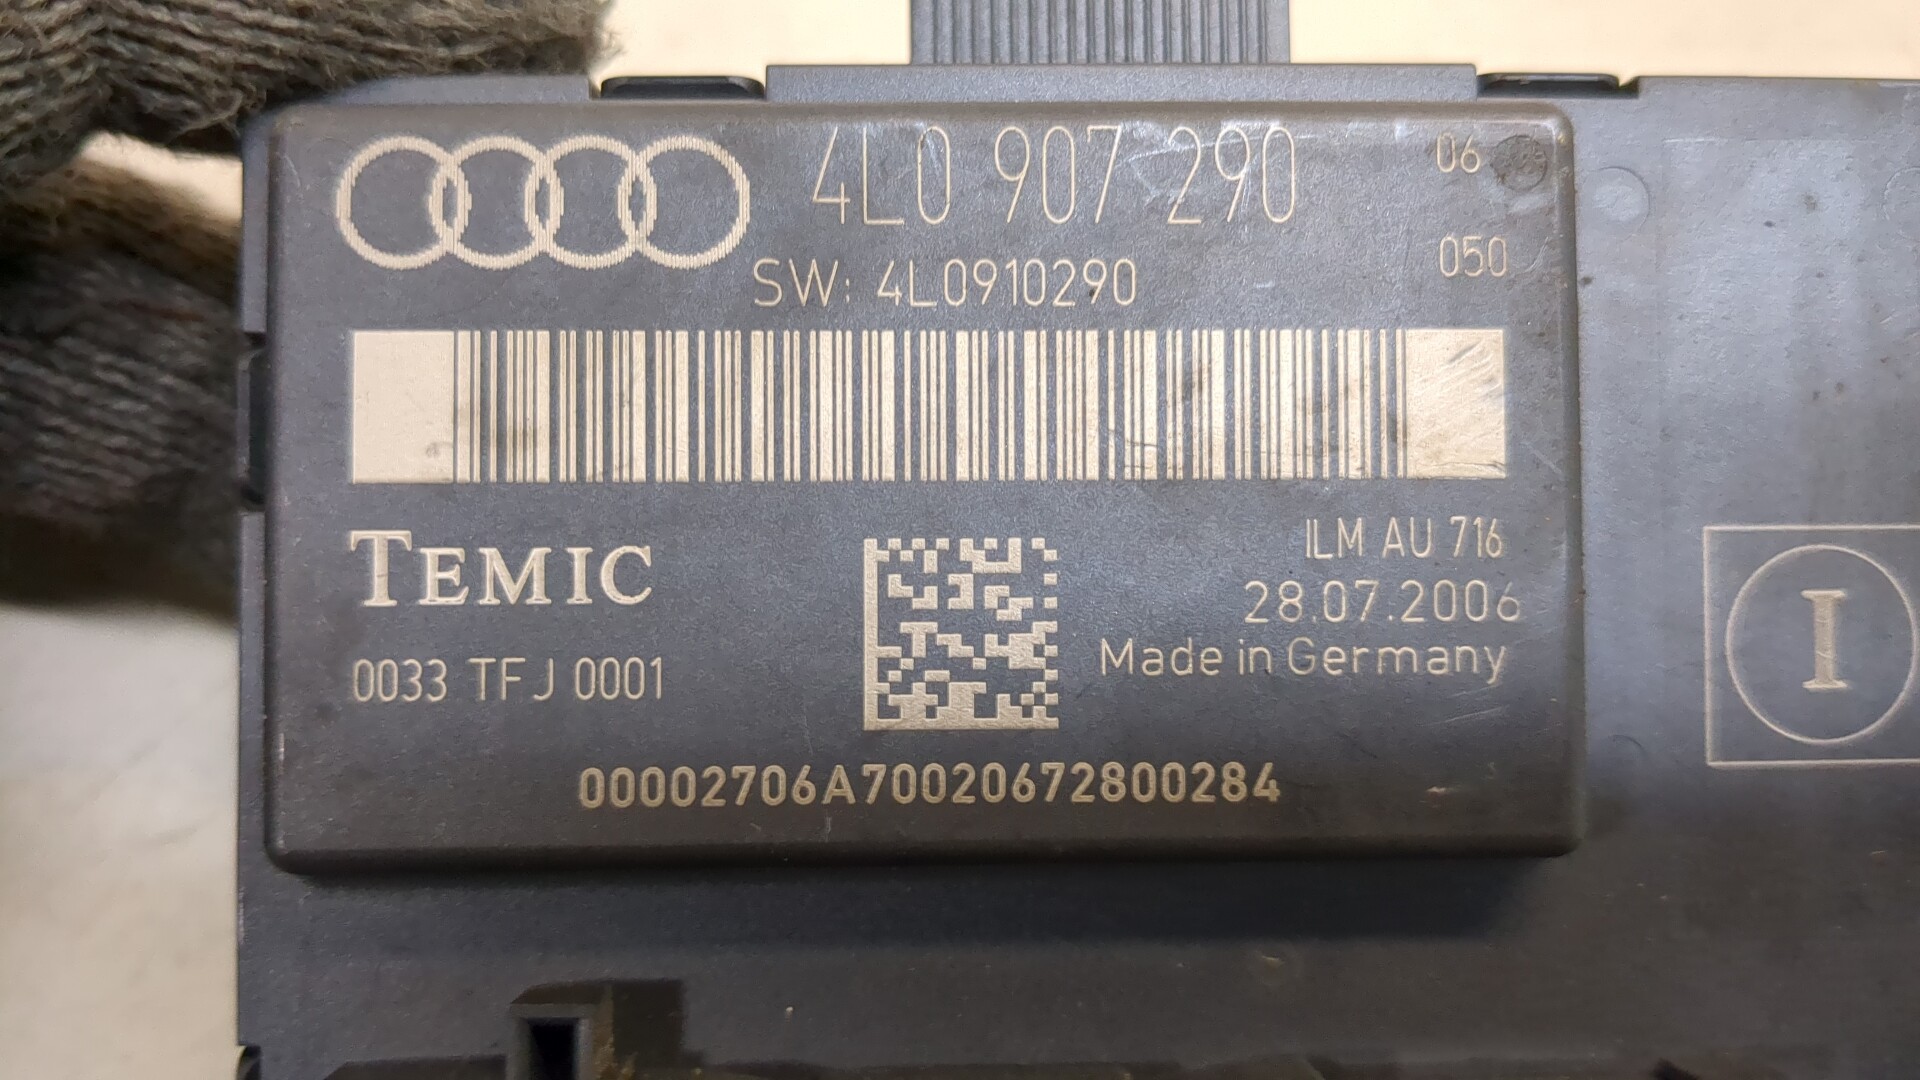 4L0 907 290 06
SW: 4L0910290 050
TEMIC
ILM AU 716
28.07.2006
Made in Germany
0033 TFJ 0001
00002706A70020672800284
I